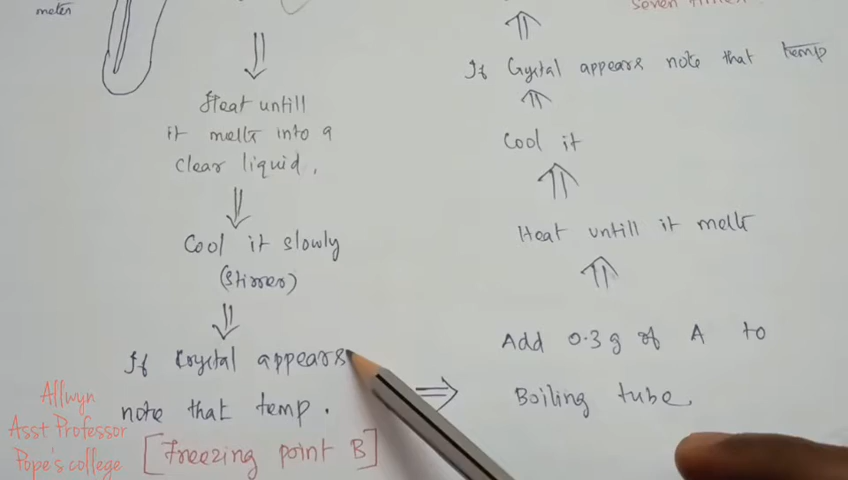 meter
Heat untill
it melts into a
clear liquid.
Cool it slowly
(stirrer)
If Crystal appears
note that temp.
[Freezing point B]
Add 0.3 g of A to
Boiling tube
Heat untill it melts
Cool it
If Crystal appears note that temp
Seven times
Allwyn
Asst Professor
Pope's college